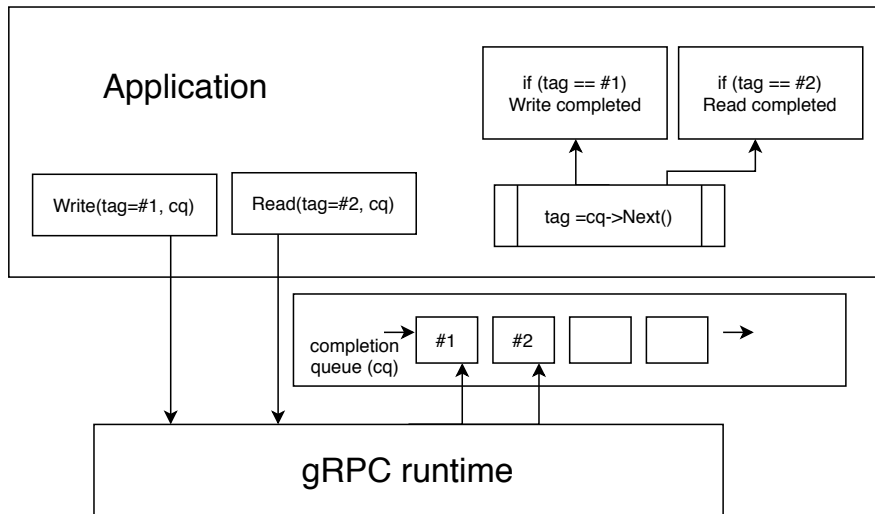 Application
if (tag == #1)
Write completed
if (tag == #2)
Read completed
Write(tag=#1, cq)
Read(tag=#2, cq)
tag =cq->Next()
completion
queue (cq)
#1
#2
gRPC runtime